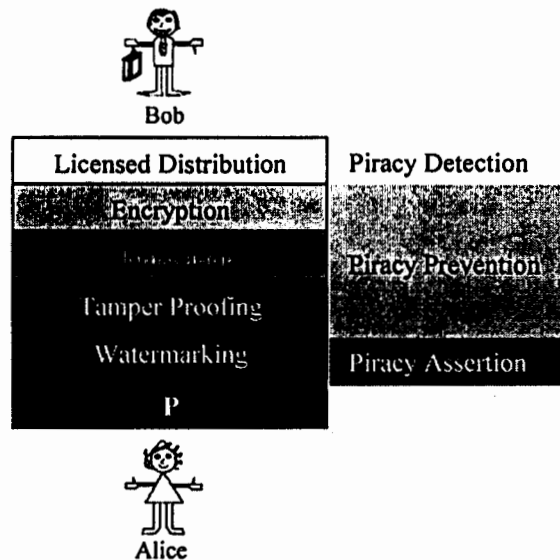 Bob
Licensed Distribution
Piracy Detection
Encryption
Piracy Prevention
Tamper Proofing
Watermarking
Piracy Assertion
P
Alice